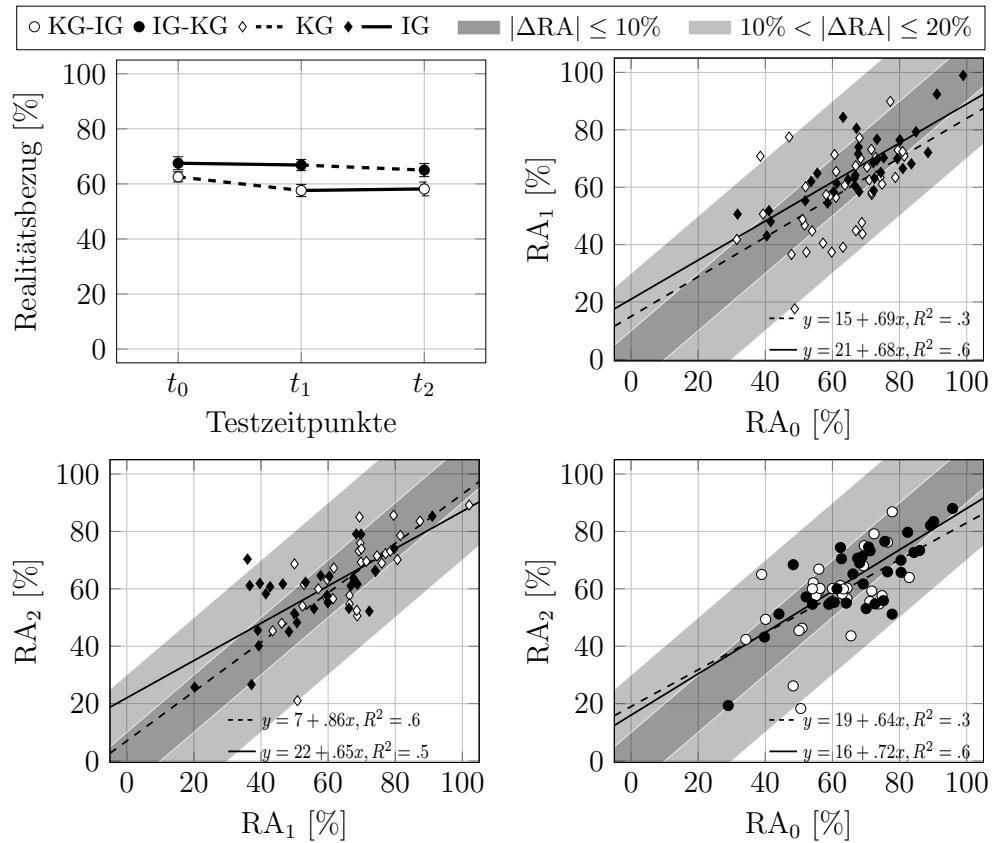 KG-IG IG-KG KG IG |ΔRA| ≤ 10% 10% < |ΔRA| ≤ 20%
100
80
60
40
20
0
Realitätsbezug [%]
t₀ t₁ t₂
Testzeitpunkte
100
80
60
40
20
0
RA₁ [%]
y = 15 + .69x, R² = .3
y = 21 + .68x, R² = .6
0 20 40 60 80 100
RA₀ [%]
100
80
60
40
20
0
RA₂ [%]
y = 7 + .86x, R² = .6
y = 22 + .65x, R² = .5
0 20 40 60 80 100
RA₁ [%]
100
80
60
40
20
0
RA₂ [%]
y = 19 + .64x, R² = .3
y = 16 + .72x, R² = .6
0 20 40 60 80 100
RA₀ [%]